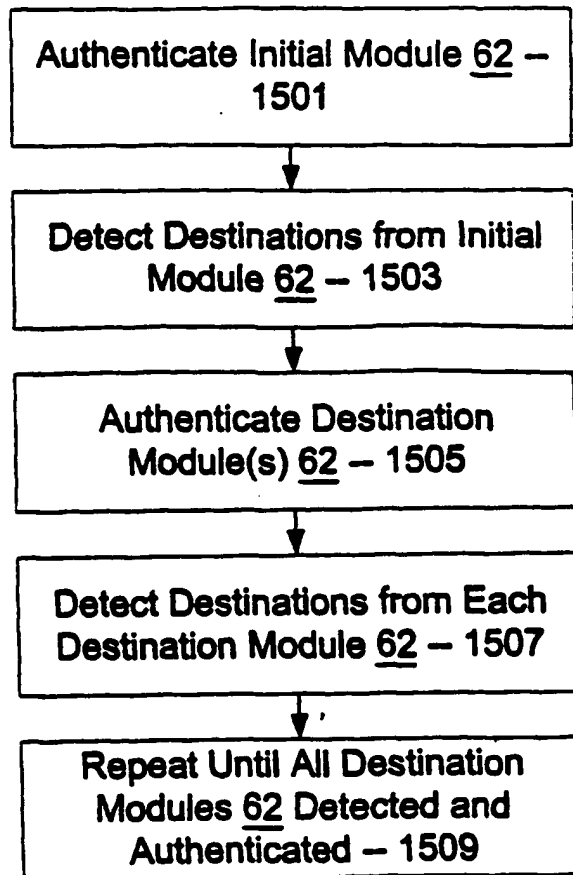 Authenticate Initial Module 62 –
1501
Detect Destinations from Initial
Module 62 – 1503
Authenticate Destination
Module(s) 62 – 1505
Detect Destinations from Each
Destination Module 62 – 1507
Repeat Until All Destination
Modules 62 Detected and
Authenticated – 1509